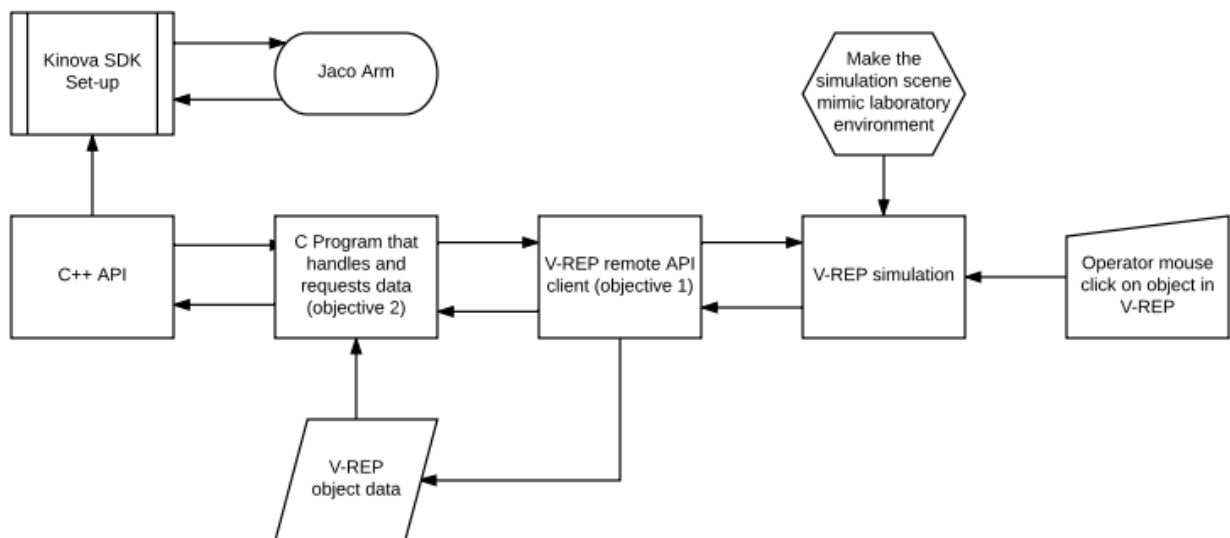 Kinova SDK
Set-up
Jaco Arm
Make the
simulation scene
mimic laboratory
environment
C++ API
C Program that
handles and
requests data
(objective 2)
V-REP remote API
client (objective 1)
V-REP simulation
Operator mouse
click on object in
V-REP
V-REP
object data